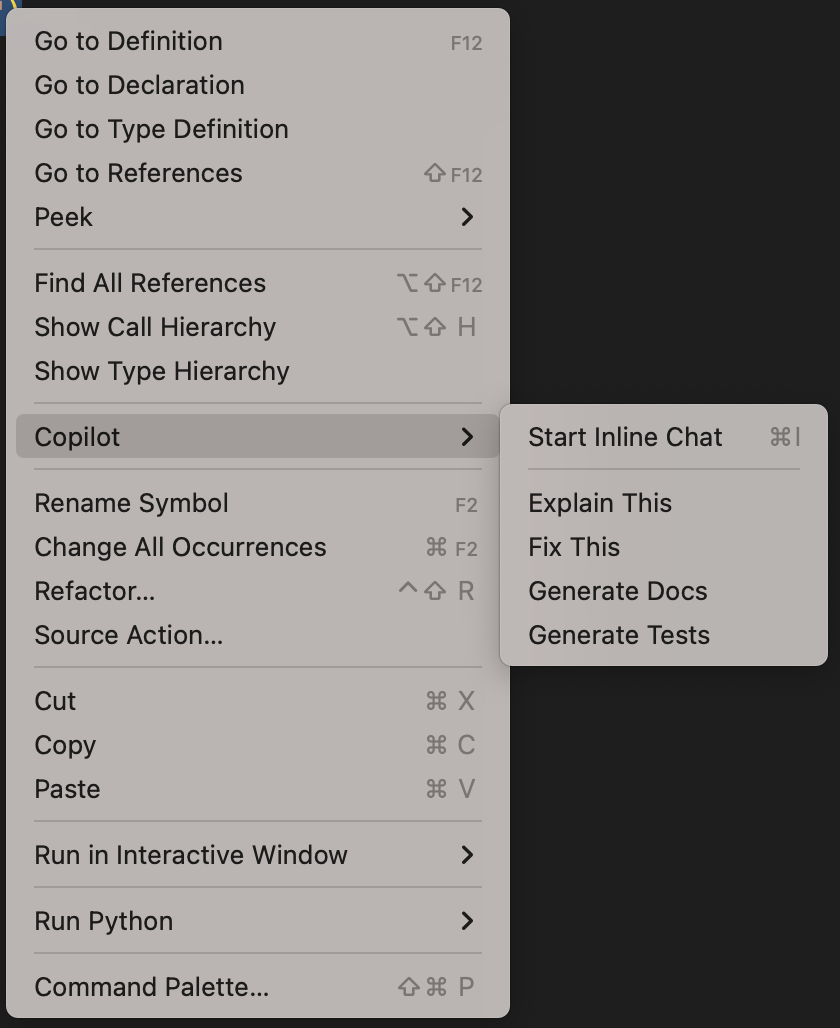 Go to Definition F12
Go to Declaration
Go to Type Definition
Go to References ⇧F12
Peek
Find All References ⌥⇧F12
Show Call Hierarchy ⌥⇧ H
Show Type Hierarchy
Copilot
Start Inline Chat ⌘I
Explain This
Rename Symbol F2
Fix This
Change All Occurrences ⌘ F2
Generate Docs
Refactor... ^⇧ R
Generate Tests
Source Action...
Cut ⌘ X
Copy ⌘ C
Paste ⌘ V
Run in Interactive Window
Run Python
Command Palette... ⇧⌘ P